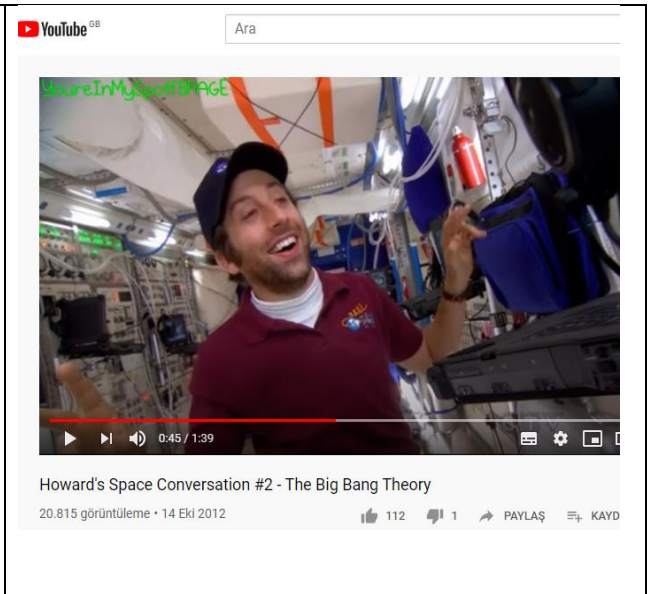 YouTube GB
Ara
YoureInMySpotFBPAGE
0:45 / 1:39
Howard's Space Conversation #2 - The Big Bang Theory
20.815 görüntüleme • 14 Eki 2012
112 1 PAYLAŞ KAYD